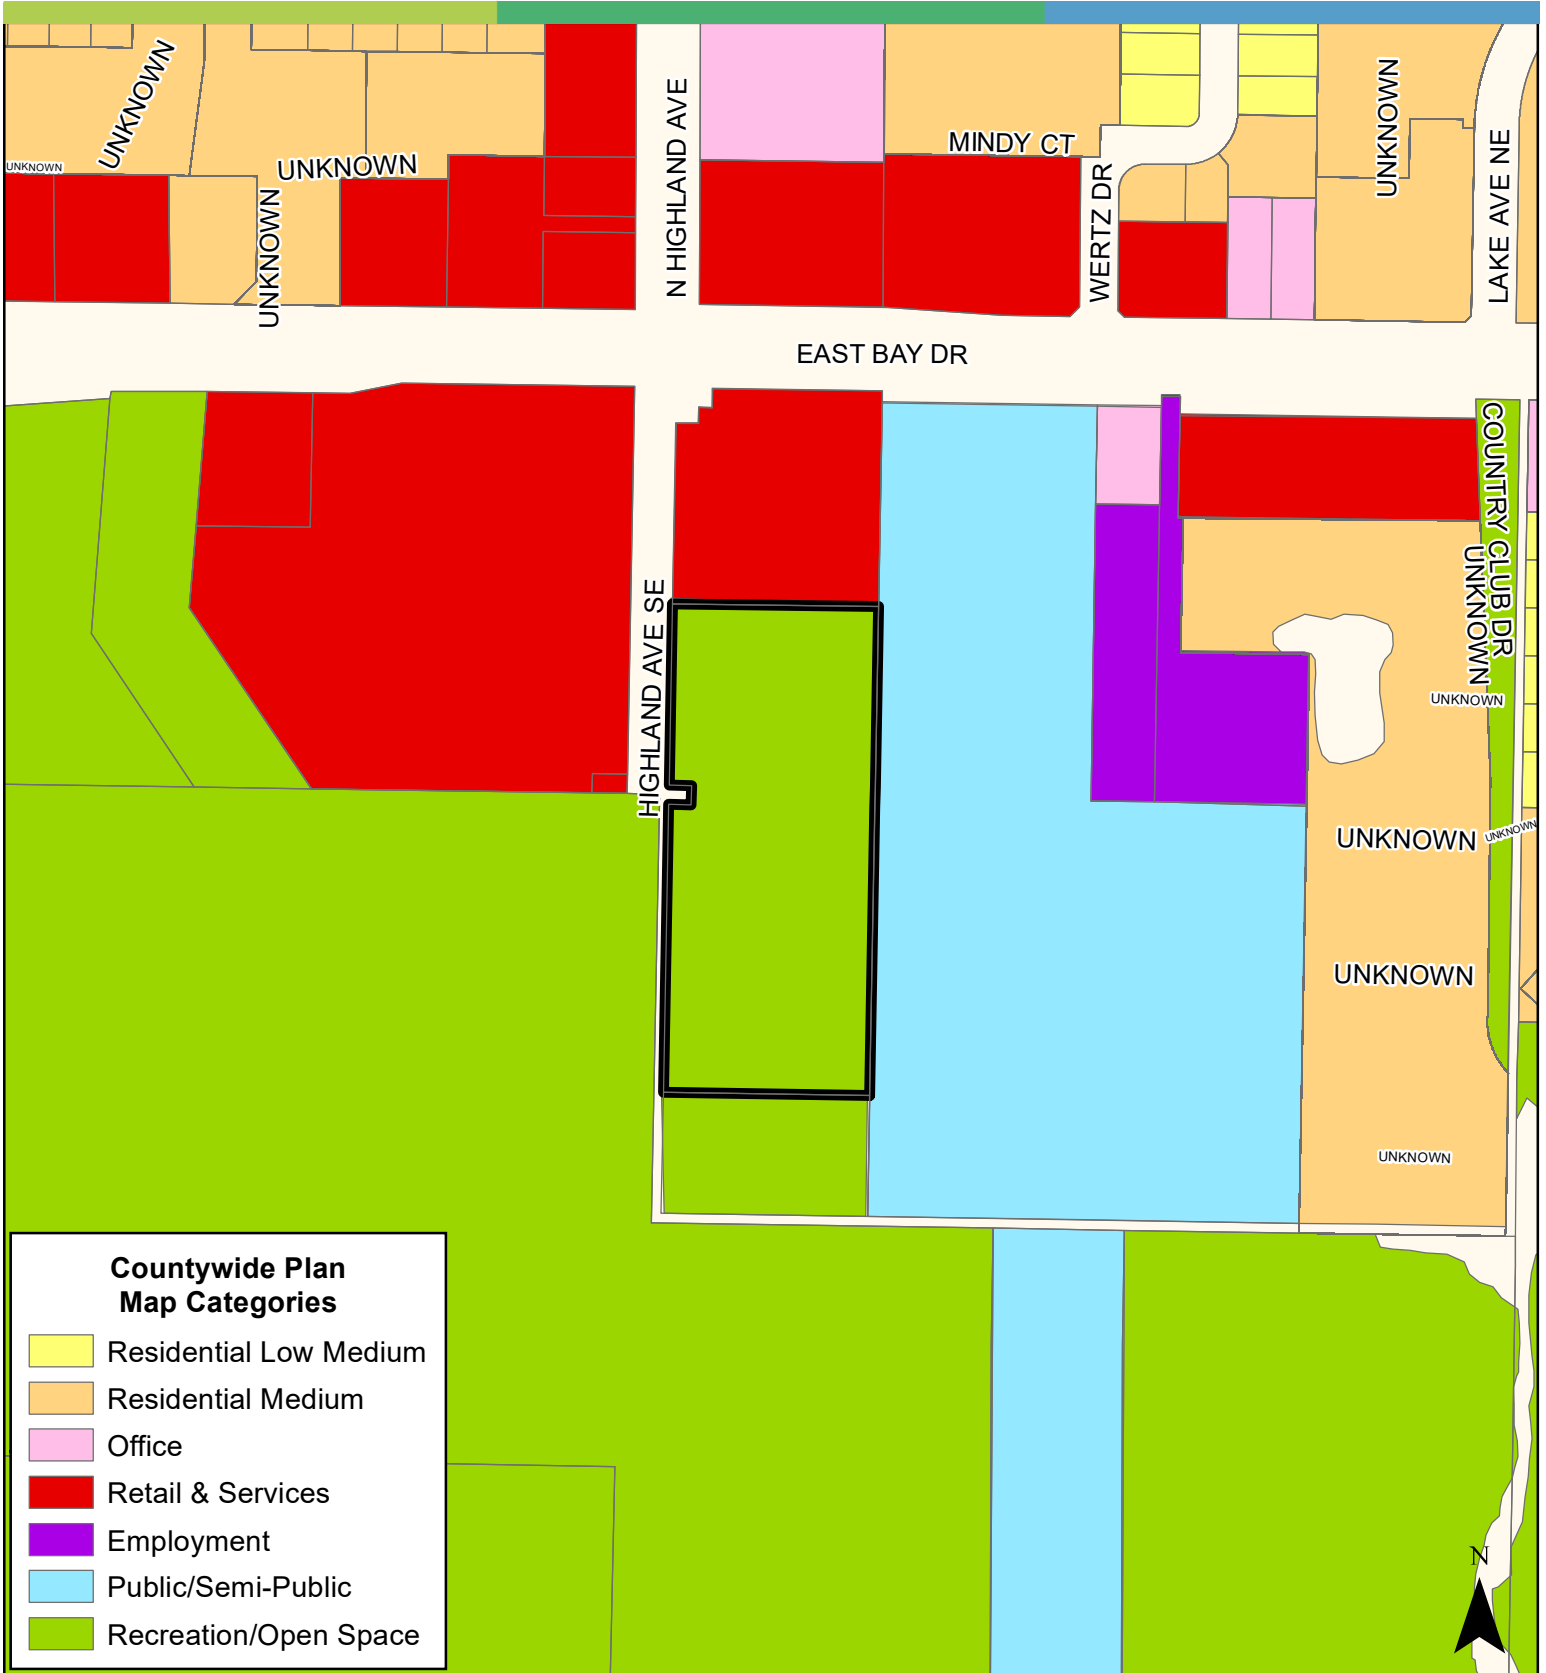 UNKNOWN
UNKNOWN
UNKNOWN
UNKNOWN
N HIGHLAND AVE
MINDY CT
WERTZ DR
UNKNOWN
LAKE AVE NE
EAST BAY DR
COUNTRY CLUB DR
UNKNOWN
HIGHLAND AVE SE
UNKNOWN
UNKNOWN
UNKNOWN
UNKNOWN
UNKNOWN
Countywide Plan
Map Categories
Residential Low Medium
Residential Medium
Office
Retail & Services
Employment
Public/Semi-Public
Recreation/Open Space
N